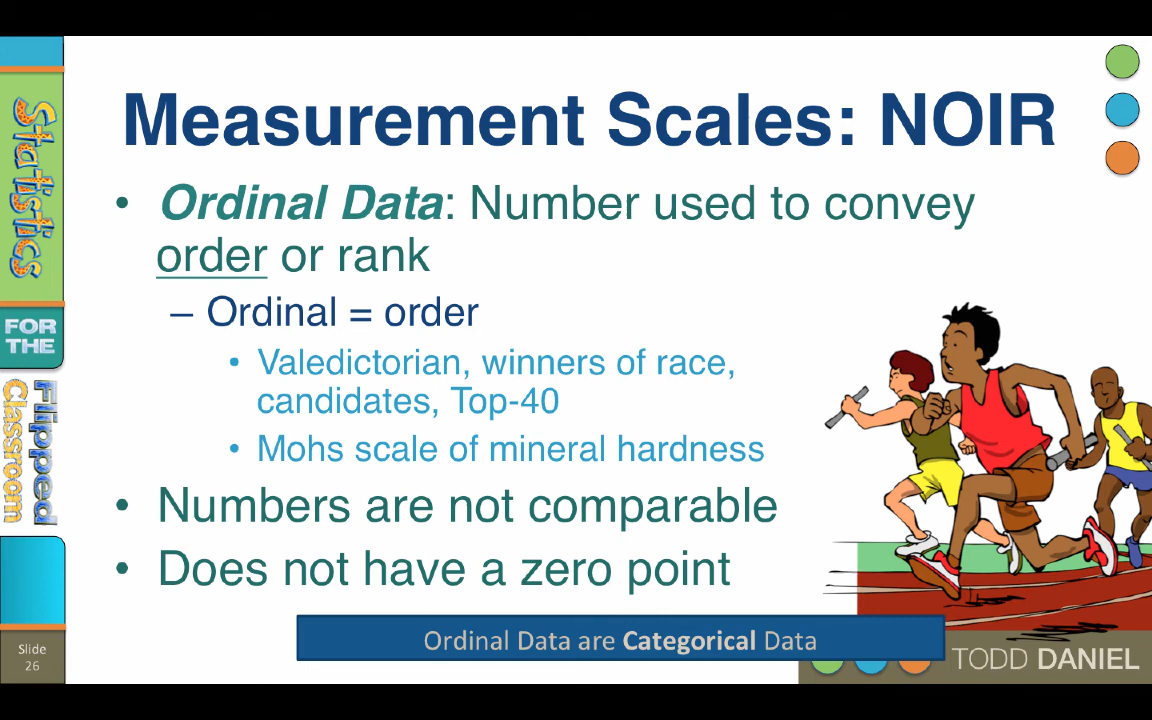 Statistics
FOR
THE
Flipped
Classroom
Slide
26
Measurement Scales: NOIR
• Ordinal Data: Number used to convey
order or rank
– Ordinal = order
• Valedictorian, winners of race,
candidates, Top-40
• Mohs scale of mineral hardness
• Numbers are not comparable
• Does not have a zero point
Ordinal Data are Categorical Data
TODD DANIEL